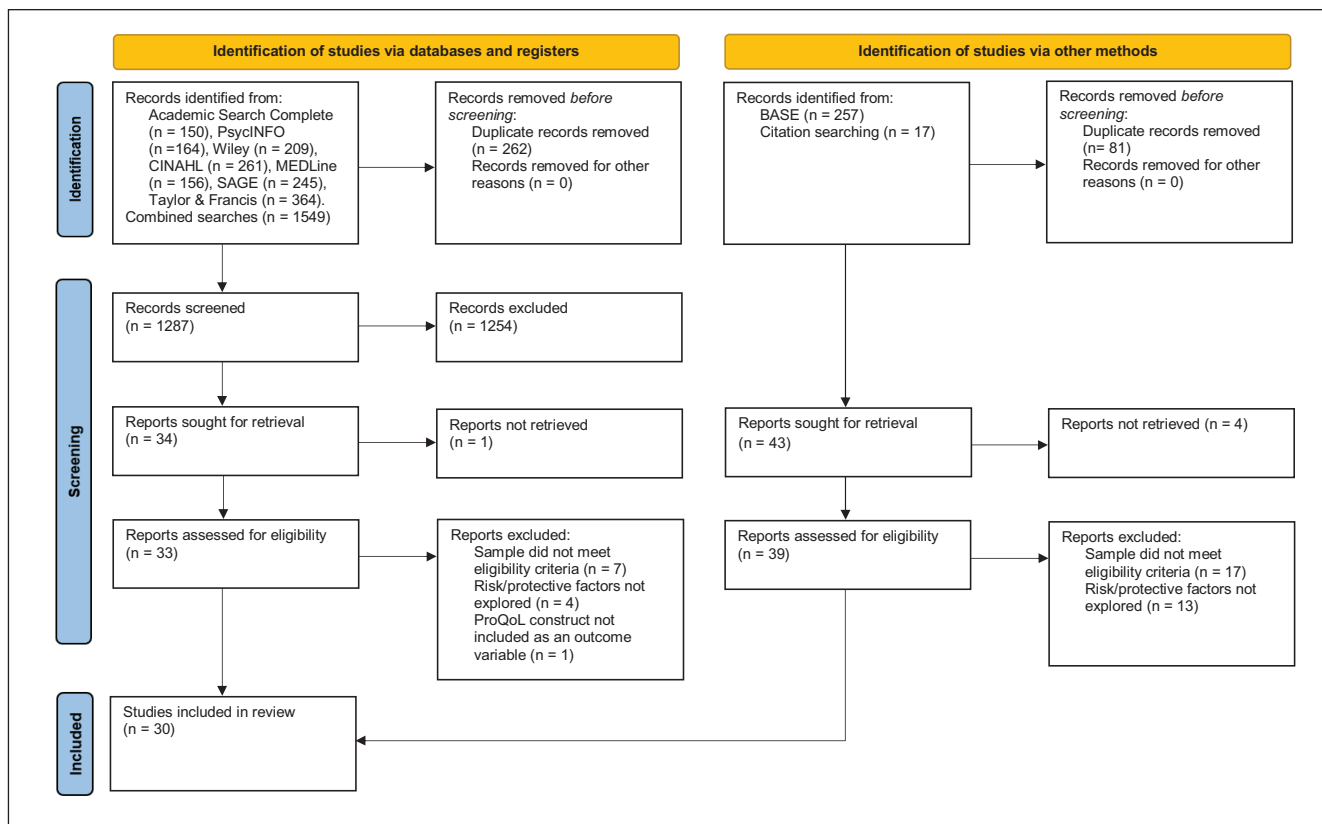 Identification of studies via databases and registers
Identification of studies via other methods
Identification
Records identified from:
Academic Search Complete
(n = 150), PsycINFO
(n =164), Wiley (n = 209),
CINAHL (n = 261), MEDLine
(n = 156), SAGE (n = 245),
Taylor & Francis (n = 364).
Combined searches (n = 1549)
Records removed before
screening:
Duplicate records removed
(n = 262)
Records removed for other
reasons (n = 0)
Records identified from:
BASE (n = 257)
Citation searching (n = 17)
Records removed before
screening:
Duplicate records removed
(n= 81)
Records removed for other
reasons (n = 0)
Screening
Records screened
(n = 1287)
Records excluded
(n = 1254)
Reports sought for retrieval
(n = 34)
Reports not retrieved
(n = 1)
Reports sought for retrieval
(n = 43)
Reports not retrieved (n = 4)
Reports assessed for eligibility
(n = 33)
Reports excluded:
Sample did not meet
eligibility criteria (n = 7)
Risk/protective factors not
explored (n = 4)
ProQoL construct not
included as an outcome
variable (n = 1)
Reports assessed for eligibility
(n = 39)
Reports excluded:
Sample did not meet
eligibility criteria (n = 17)
Risk/protective factors not
explored (n = 13)
Included
Studies included in review
(n = 30)